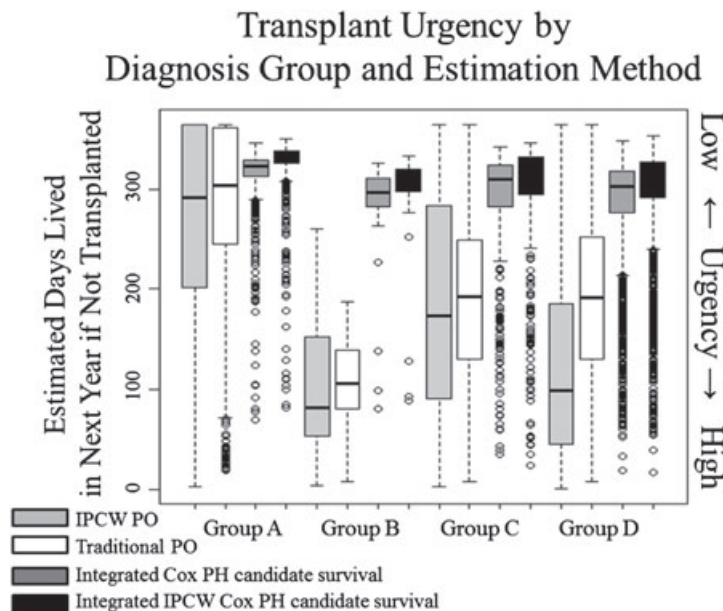 Transplant Urgency by
Diagnosis Group and Estimation Method
Estimated Days Lived
in Next Year if Not Transplanted
300
200
100
0
Low ← Urgency → High
Group A
Group B
Group C
Group D
IPCW PO
Traditional PO
Integrated Cox PH candidate survival
Integrated IPCW Cox PH candidate survival